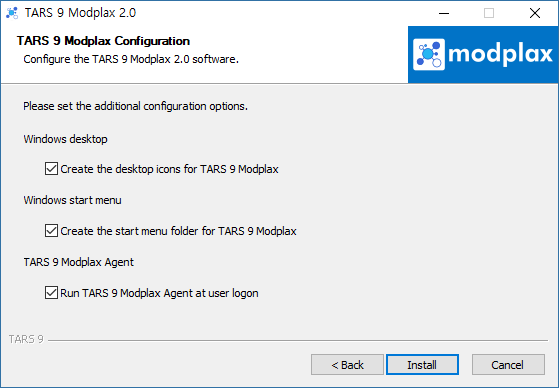 TARS 9 Modplax 2.0
TARS 9 Modplax Configuration
Configure the TARS 9 Modplax 2.0 software.
modplax
Please set the additional configuration options.
Windows desktop
Create the desktop icons for TARS 9 Modplax
Windows start menu
Create the start menu folder for TARS 9 Modplax
TARS 9 Modplax Agent
Run TARS 9 Modplax Agent at user logon
TARS 9
< Back Install Cancel